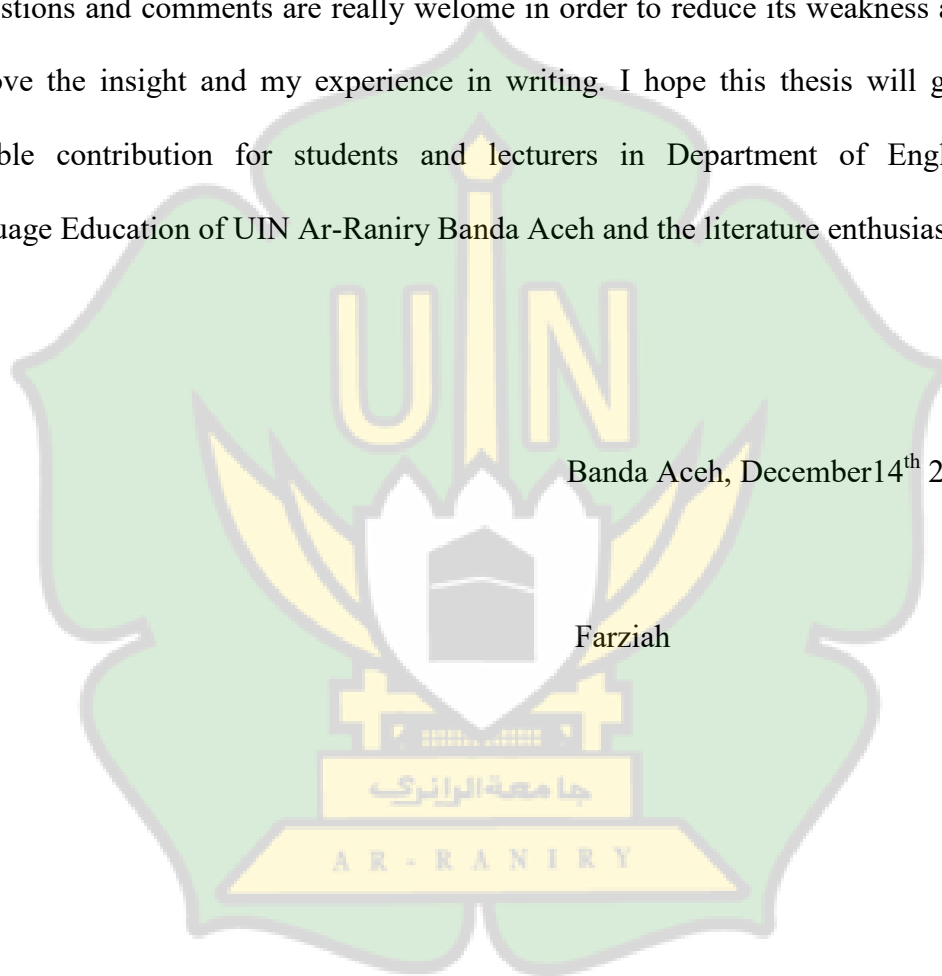 stions and comments are really welome in order to reduce its weakness a
ove the insight and my experience in writing. I hope this thesis will g
ble contribution for students and lecturers in Department of Engl
uage Education of UIN Ar-Raniry Banda Aceh and the literature enthusias
UIN
Banda Aceh, December14th 2
Farziah
جامعة الرانري
AR-RANIRY